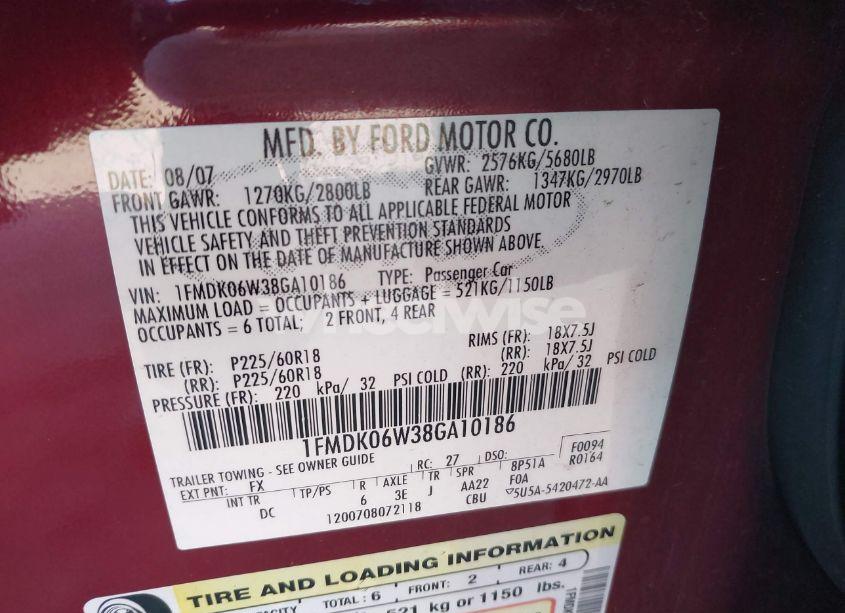 MFD. BY FORD MOTOR CO.
DATE: 08/07 GVWR: 2576KG/5680LB
FRONT GAWR: 1270KG/2800LB REAR GAWR: 1347KG/2970LB
THIS VEHICLE CONFORMS TO ALL APPLICABLE FEDERAL MOTOR
VEHICLE SAFETY AND THEFT PREVENTION STANDARDS
IN EFFECT ON THE DATE OF MANUFACTURE SHOWN ABOVE.
VIN: 1FMDK06W38GA10186 TYPE: Passenger Car
MAXIMUM LOAD = OCCUPANTS + LUGGAGE = 521KG/1150LB
OCCUPANTS = 6 TOTAL; 2 FRONT, 4 REAR
TIRE (FR): P225/60R18 RIMS (FR): 18X7.5J
(RR): P225/60R18 (RR): 18X7.5J
PRESSURE (FR): 220 kPa/ 32 PSI COLD (RR): 220 kPa/ 32 PSI COLD
1FMDK06W38GA10186
TRAILER TOWING - SEE OWNER GUIDE
EXT PNT: FX RC: 27 DSO: 8P51A F0094 R0164
INT TR TP/PS R AXLE TR SPR FOA
DC 6 3E J AA22
1200708072118 CBU 5U5A-5420472-AA
TIRE AND LOADING INFORMATION
TOTAL: 6 FRONT: 2 REAR: 4
521 kg or 1150 lbs.